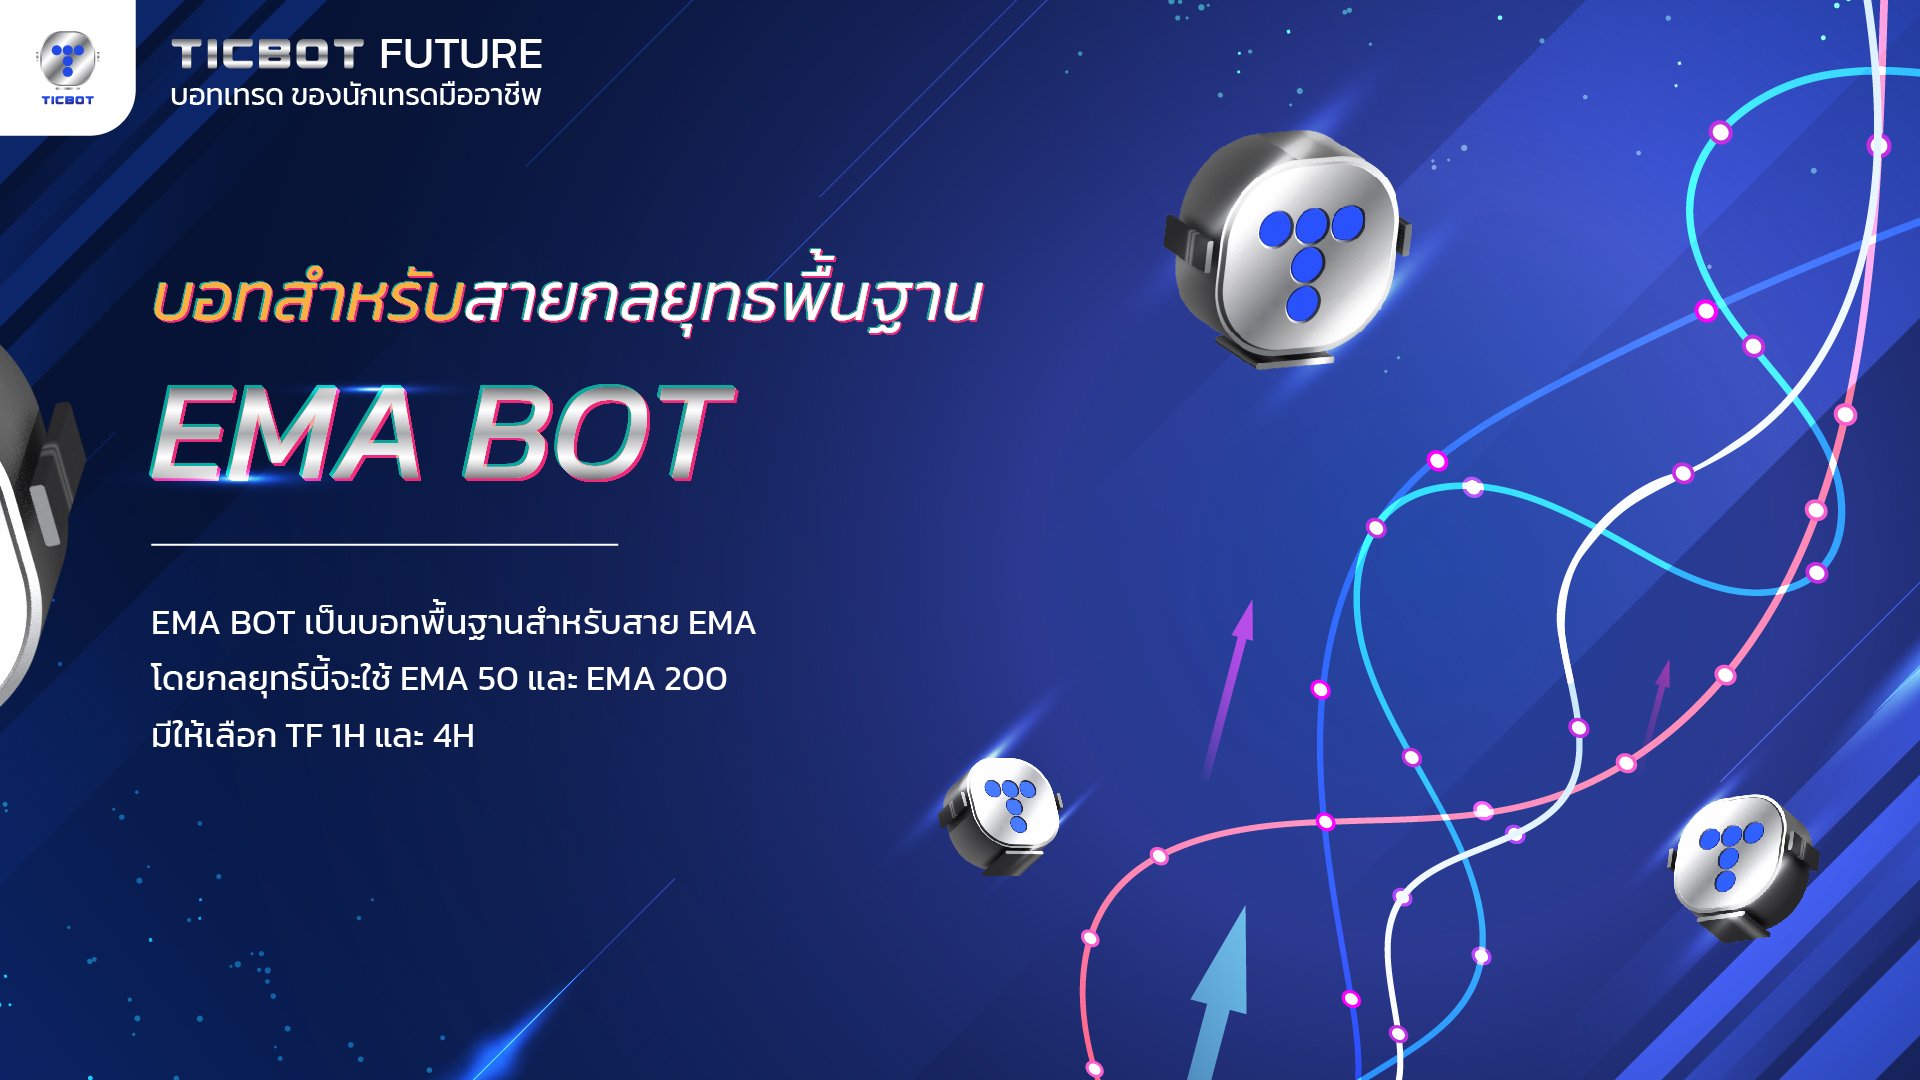 TICBOT
TICBOT FUTURE
บอทเทรด ของนักเทรดมืออาชีพ
บอทสำหรับสายกลยุทธพื้นฐาน
EMA BOT
EMA BOT เป็นบอทพื้นฐานสำหรับสาย EMA
โดยกลยุทธ์นี้จะใช้ EMA 50 และ EMA 200
มีให้เลือก TF 1H และ 4H